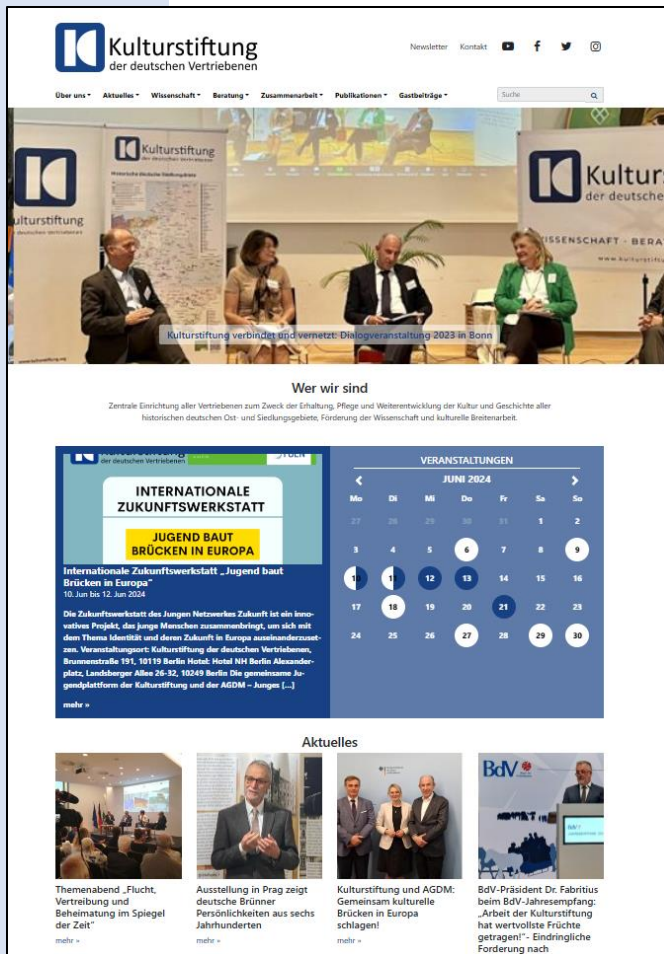 Kulturstiftung
der deutschen Vertriebenen
Newsletter Kontakt
Über uns Aktuelles Wissenschaft Beratung Zusammenarbeit Publikationen Gastbeiträge
Suche
Kulturstiftung
der deutschen Vertriebenen
Historische deutsche Siedlungsgebiete
ulturstiftung
r deutschen Vertriebenen
Kulturs
der deutsche
ISSENSCHAFT · BERA
www.kulturstif
www.kulturstiftung.org
Kulturstiftung verbindet und vernetzt: Dialogveranstaltung 2023 in Bonn
Wer wir sind
Zentrale Einrichtung aller Vertriebenen zum Zweck der Erhaltung, Pflege und Weiterentwicklung der Kultur und Geschichte aller
historischen deutschen Ost- und Siedlungsgebiete, Förderung der Wissenschaft und kulturelle Breitenarbeit.
der deutschen Vertriebenen
INTERNATIONALE
ZUKUNFTSWERKSTATT
JUGEND BAUT
BRÜCKEN IN EUROPA
Internationale Zukunftswerkstatt „Jugend baut
Brücken in Europa“
10. Jun bis 12. Jun 2024
Die Zukunftswerkstatt des Jungen Netzwerkes Zukunft ist ein inno-
vatives Projekt, das junge Menschen zusammenbringt, um sich mit
dem Thema Identität und deren Zukunft in Europa auseinanderzuset-
zen. Veranstaltungsort: Kulturstiftung der deutschen Vertriebenen,
Brunnenstraße 191, 10119 Berlin Hotel: Hotel NH Berlin Alexander-
platz, Landsberger Allee 26-32, 10249 Berlin Die gemeinsame Ju-
gendplattform der Kulturstiftung und der AGDM – Junges [...]
mehr »
VERANSTALTUNGEN
JUNI 2024
Mo Di Mi Do Fr Sa So
27 28 29 30 31 1 2
3 4 5 6 7 8 9
10 11 12 13 14 15 16
17 18 19 20 21 22 23
24 25 26 27 28 29 30
Aktuelles
BdV
Themenabend „Flucht,
Vertreibung und
Beheimatung im Spiegel
der Zeit“
mehr »
Ausstellung in Prag zeigt
deutsche Brünner
Persönlichkeiten aus sechs
Jahrhunderten
mehr »
Kulturstiftung und AGDM:
Gemeinsam kulturelle
Brücken in Europa
schlagen!
mehr »
BdV-Präsident Dr. Fabritius
beim BdV-Jahresempfang:
„Arbeit der Kulturstiftung
hat wertvollste Früchte
getragen!“- Eindringliche
Forderung nach